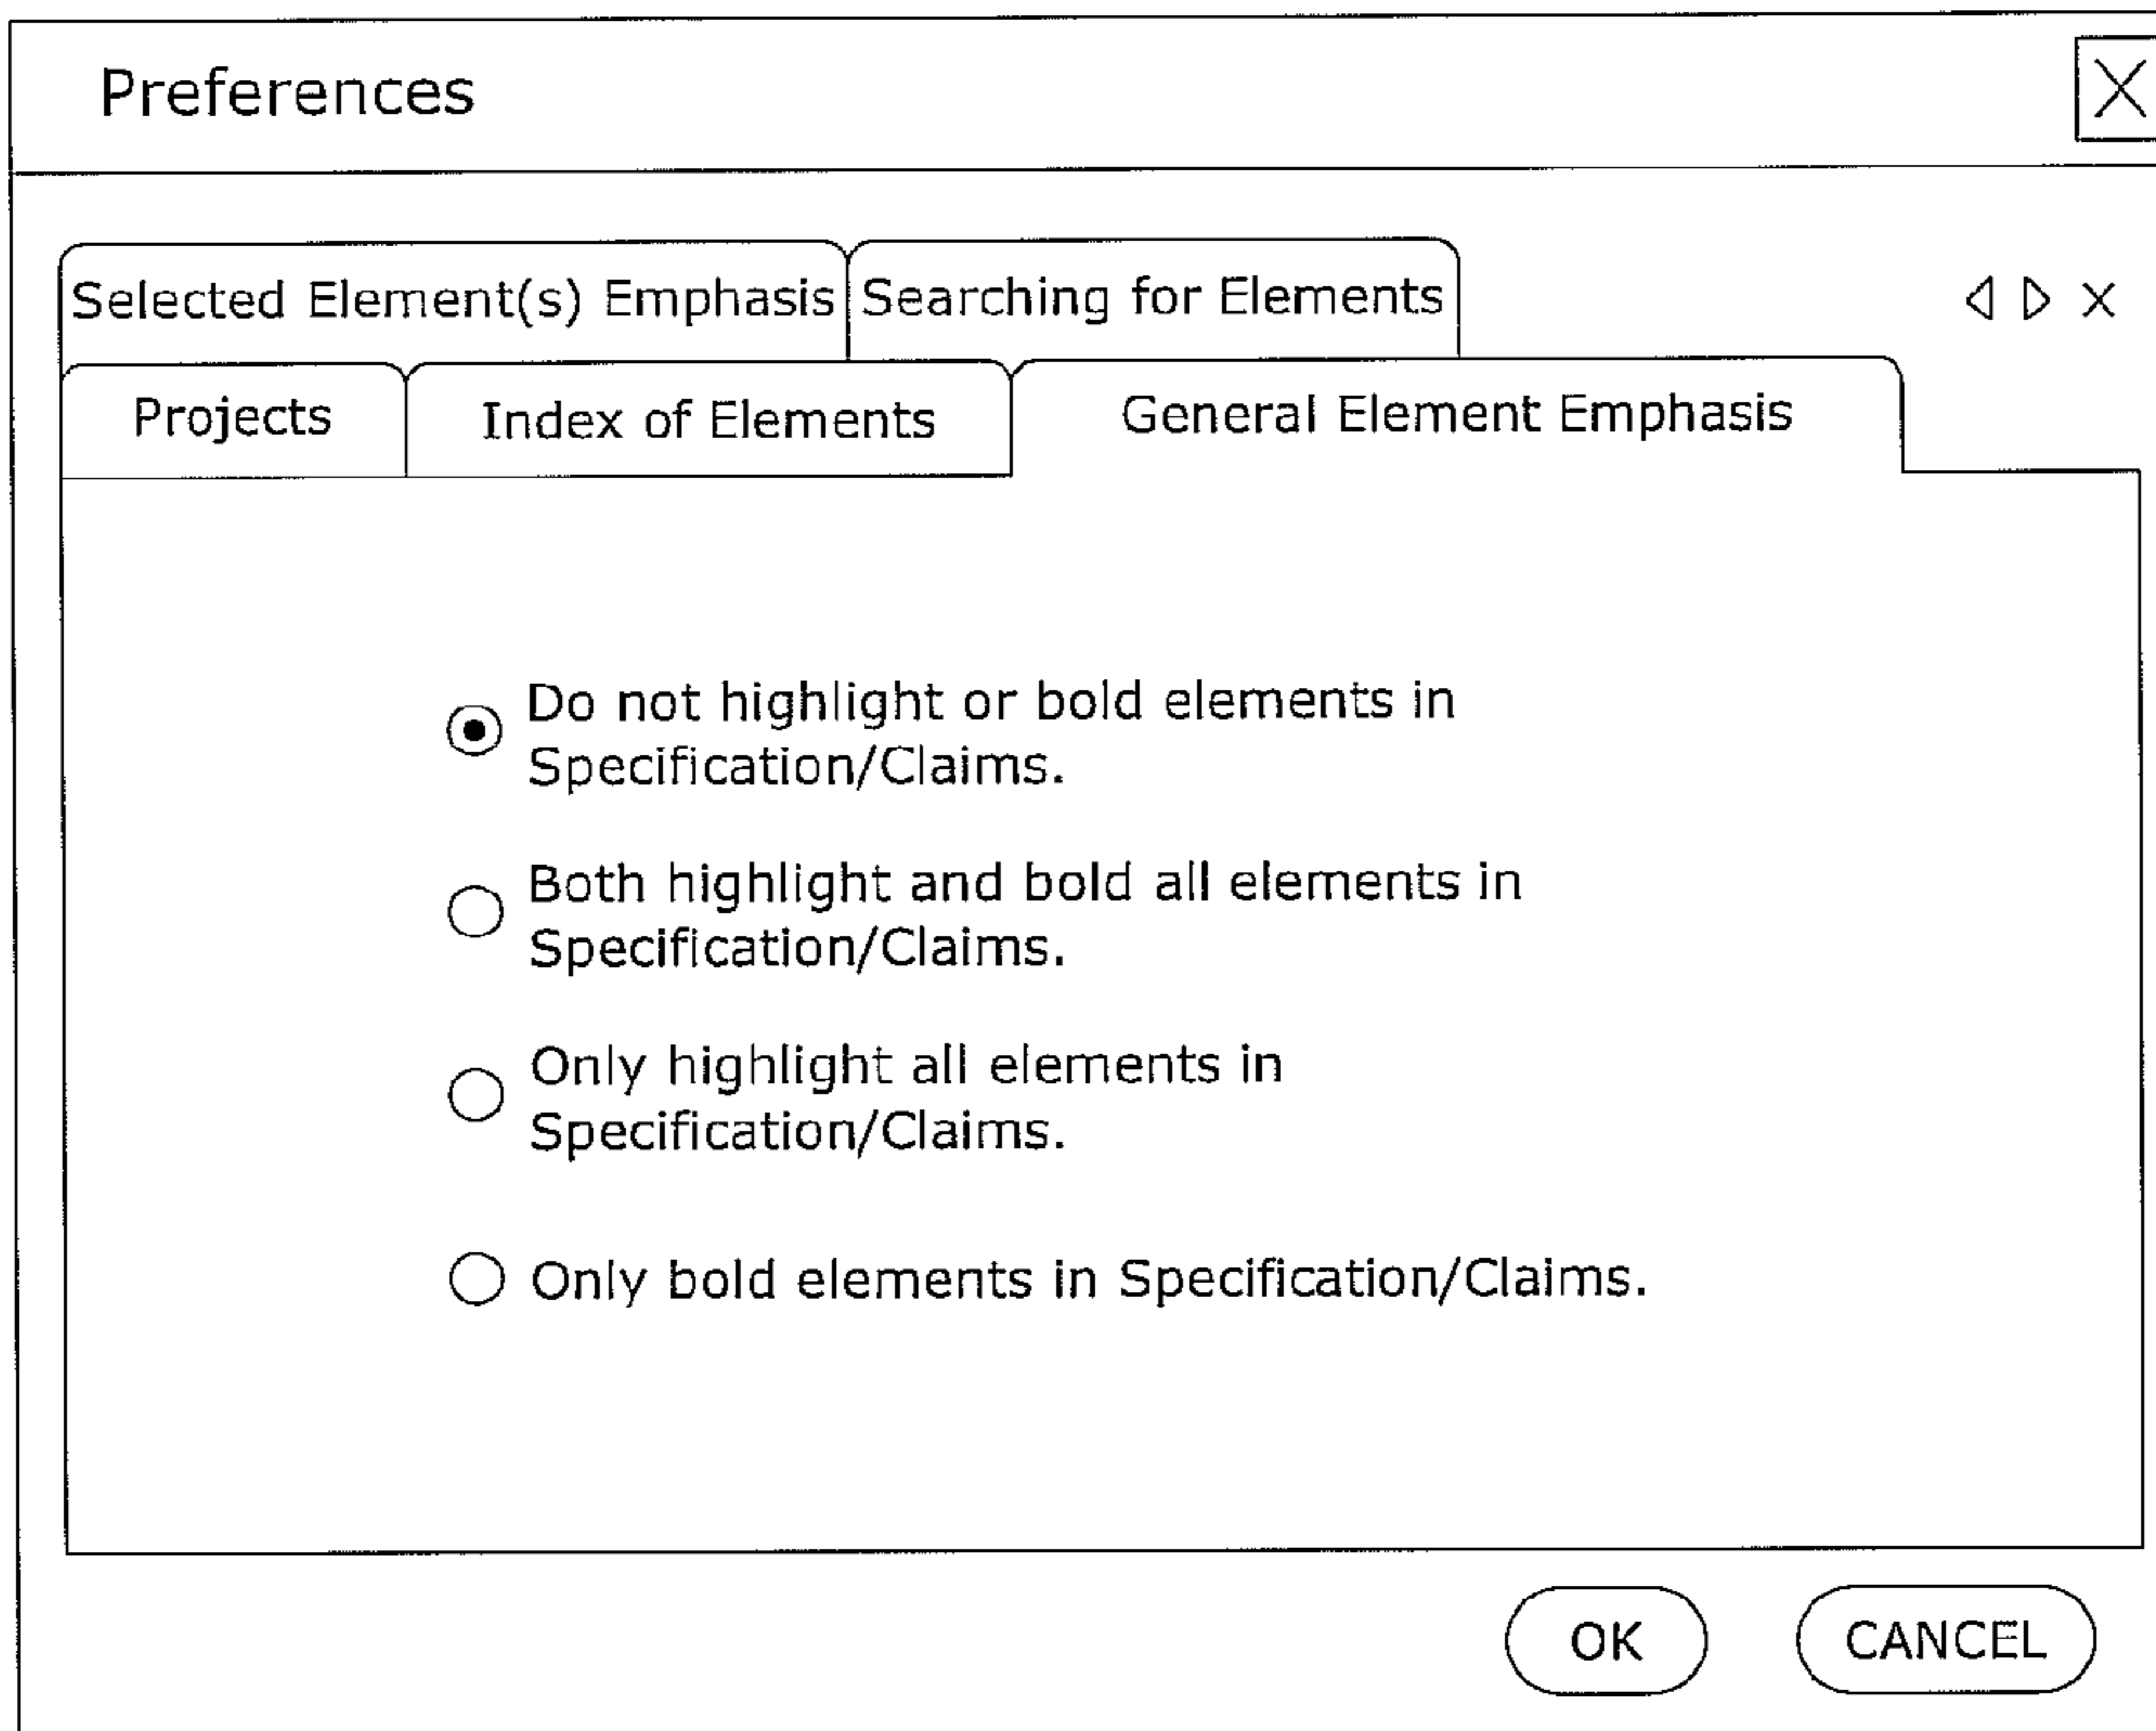 Preferences
Selected Element(s) Emphasis
Searching for Elements
Projects
Index of Elements
General Element Emphasis
Do not highlight or bold elements in
Specification/Claims.
Both highlight and bold all elements in
Specification/Claims.
Only highlight all elements in
Specification/Claims.
Only bold elements in Specification/Claims.
OK
CANCEL